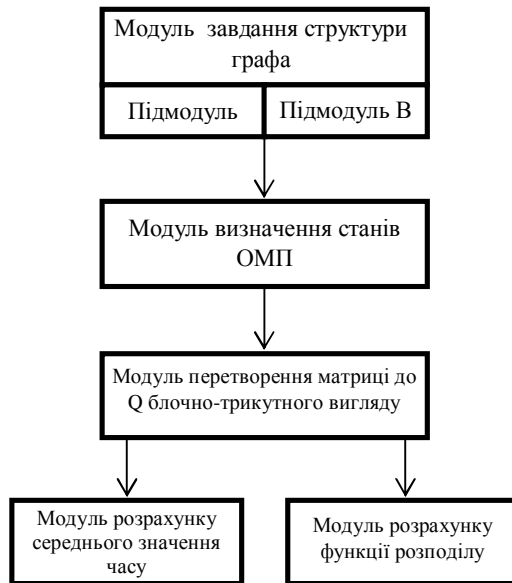 Модуль завдання структури
графа
Підмодуль
Підмодуль В
Модуль визначення станів
ОМП
Модуль перетворення матриці до
Q блочно-трикутного вигляду
Модуль розрахунку
середнього значення
часу
Модуль розрахунку
функції розподілу